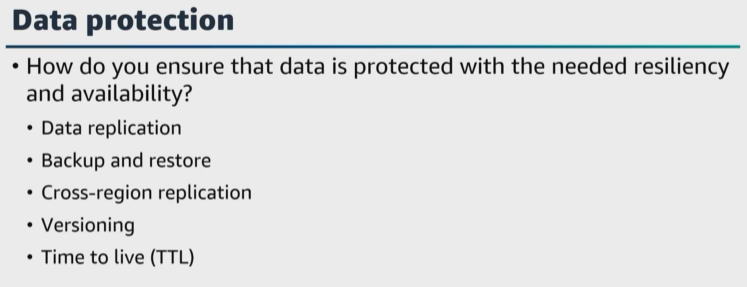 Data protection
• How do you ensure that data is protected with the needed resiliency
and availability?
• Data replication
• Backup and restore
• Cross-region replication
• Versioning
• Time to live (TTL)